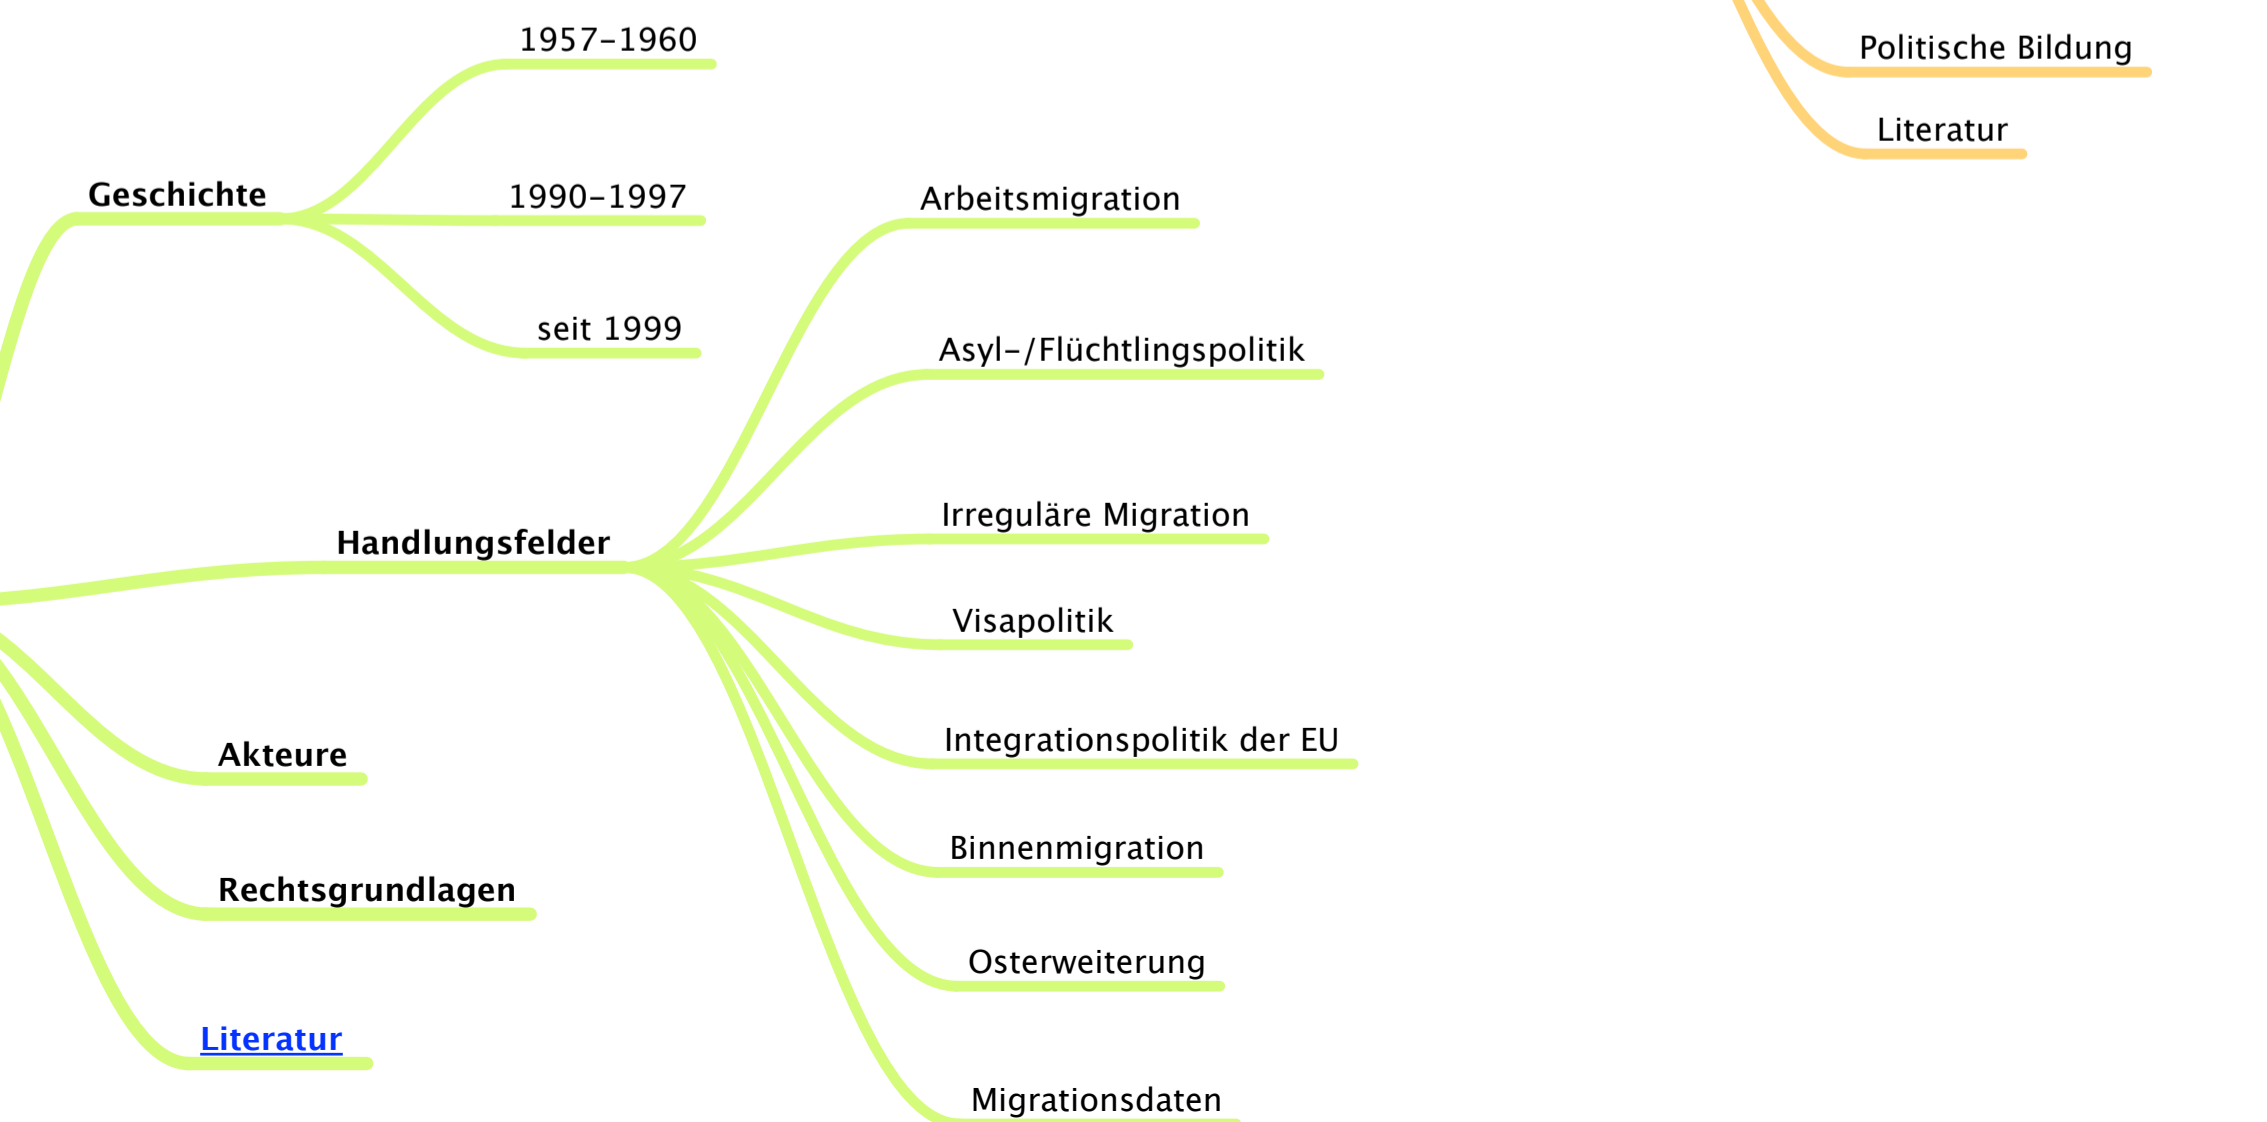 Geschichte
1957–1960
1990–1997
seit 1999
Handlungsfelder
Arbeitsmigration
Asyl–/Flüchtlingspolitik
Irreguläre Migration
Visapolitik
Integrationspolitik der EU
Binnenmigration
Osterweiterung
Migrationsdaten
Akteure
Rechtsgrundlagen
Literatur
Politische Bildung
Literatur